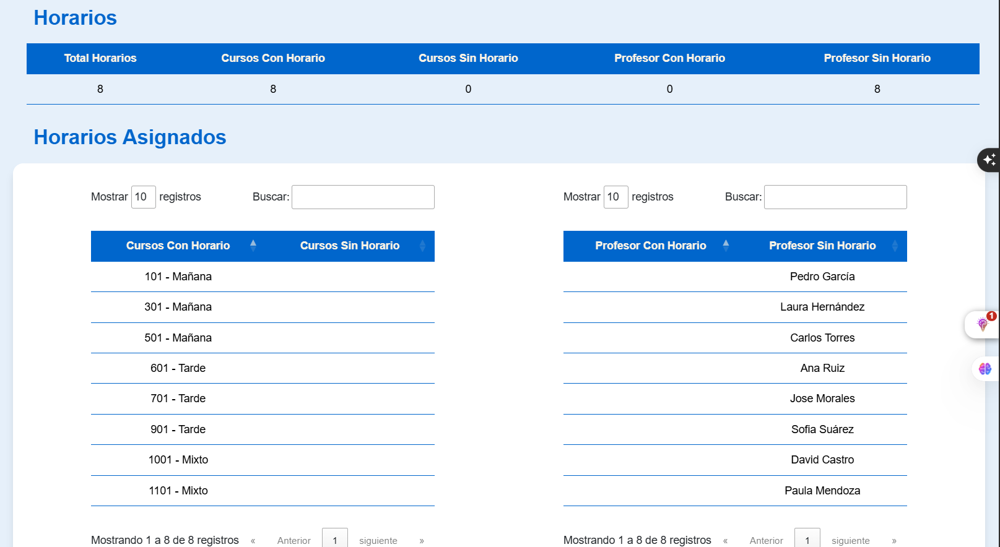 Horarios
Total Horarios Cursos Con Horario Cursos Sin Horario Profesor Con Horario Profesor Sin Horario
8 8 0 0 8
Horarios Asignados
Mostrar 10 registros Buscar: Mostrar 10 registros Buscar:
Cursos Con Horario Cursos Sin Horario Profesor Con Horario Profesor Sin Horario
101 - Mañana Pedro García
301 - Mañana Laura Hernández
501 - Mañana Carlos Torres
1
601 - Tarde Ana Ruiz
701 - Tarde Jose Morales
901 - Tarde Sofia Suárez
1001 - Mixto David Castro
1101 - Mixto Paula Mendoza
Mostrando 1 a 8 de 8 registros « Anterior 1 siguiente » Mostrando 1 a 8 de 8 registros « Anterior 1 siguiente »